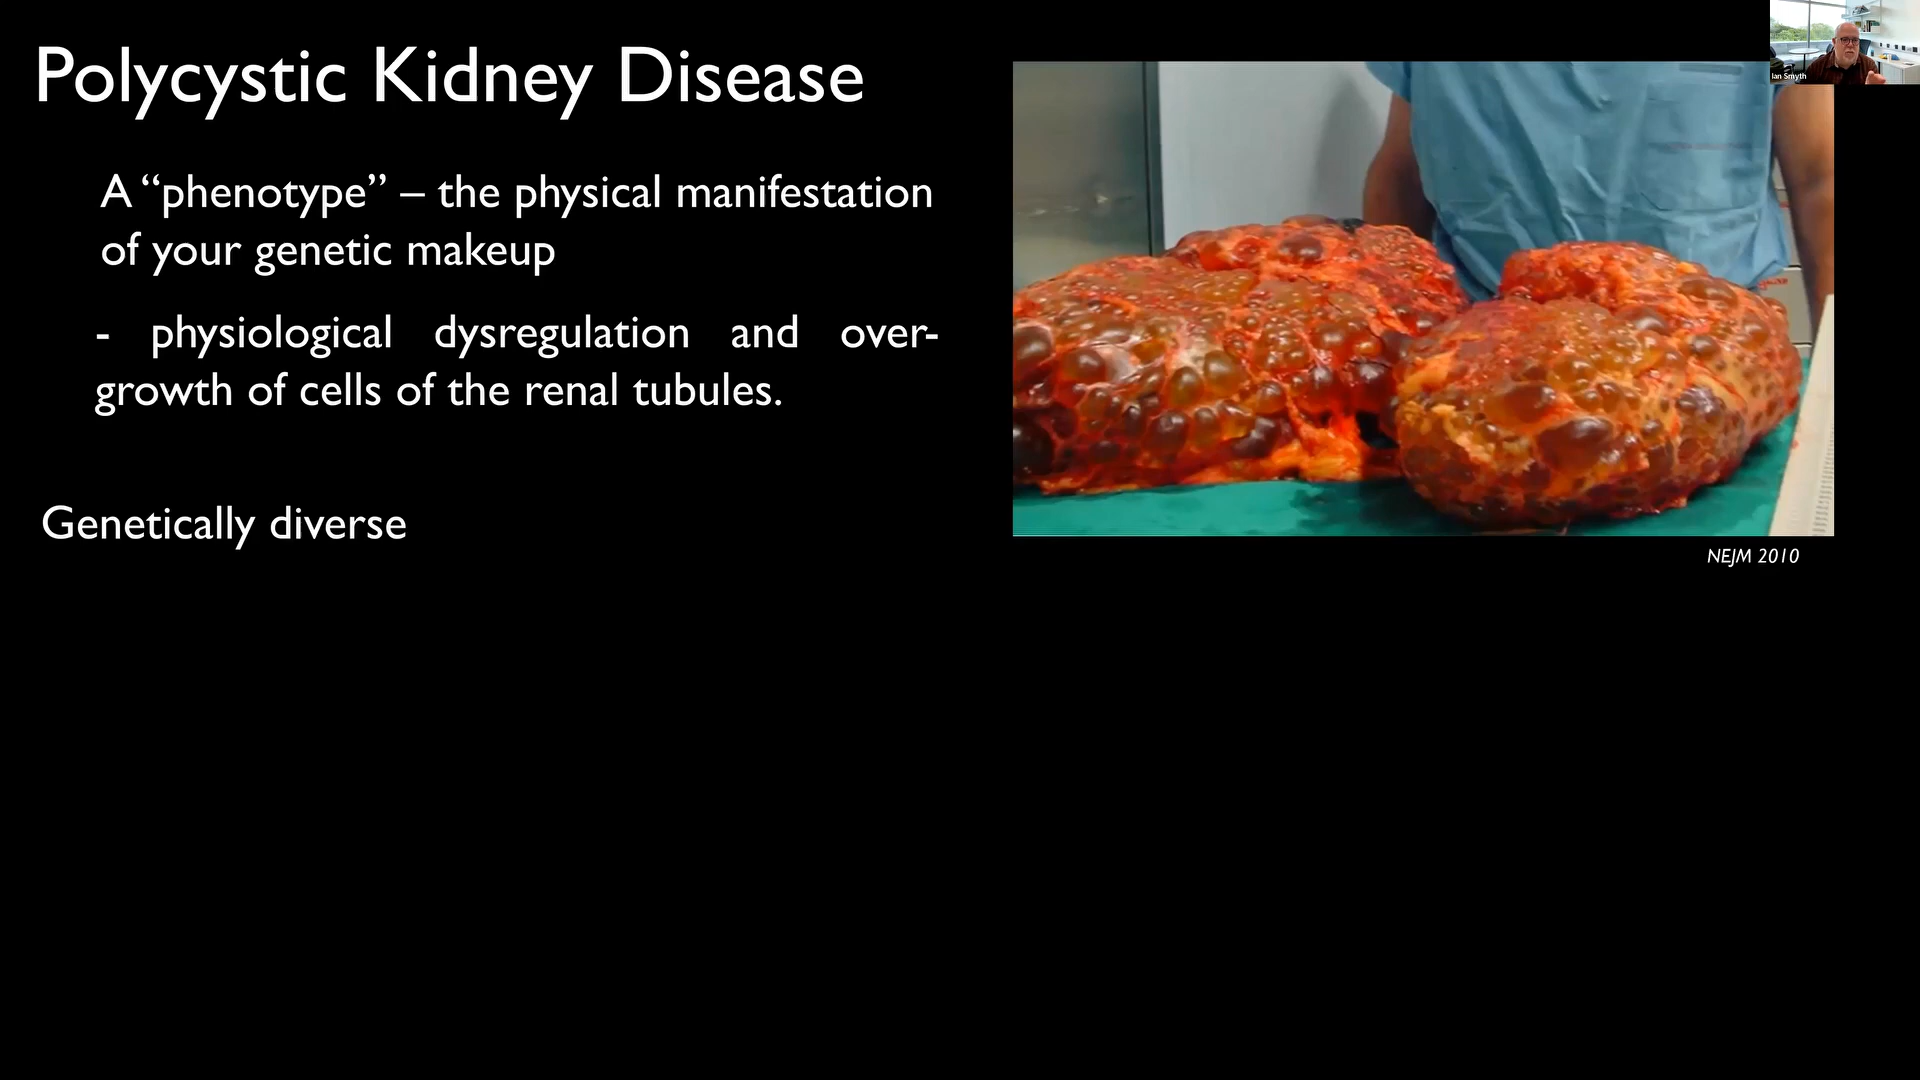 Polycystic Kidney Disease
A “phenotype” – the physical manifestation
of your genetic makeup
- physiological dysregulation and over-
growth of cells of the renal tubules.
Genetically diverse
NEJM 2010
Ian Smyth